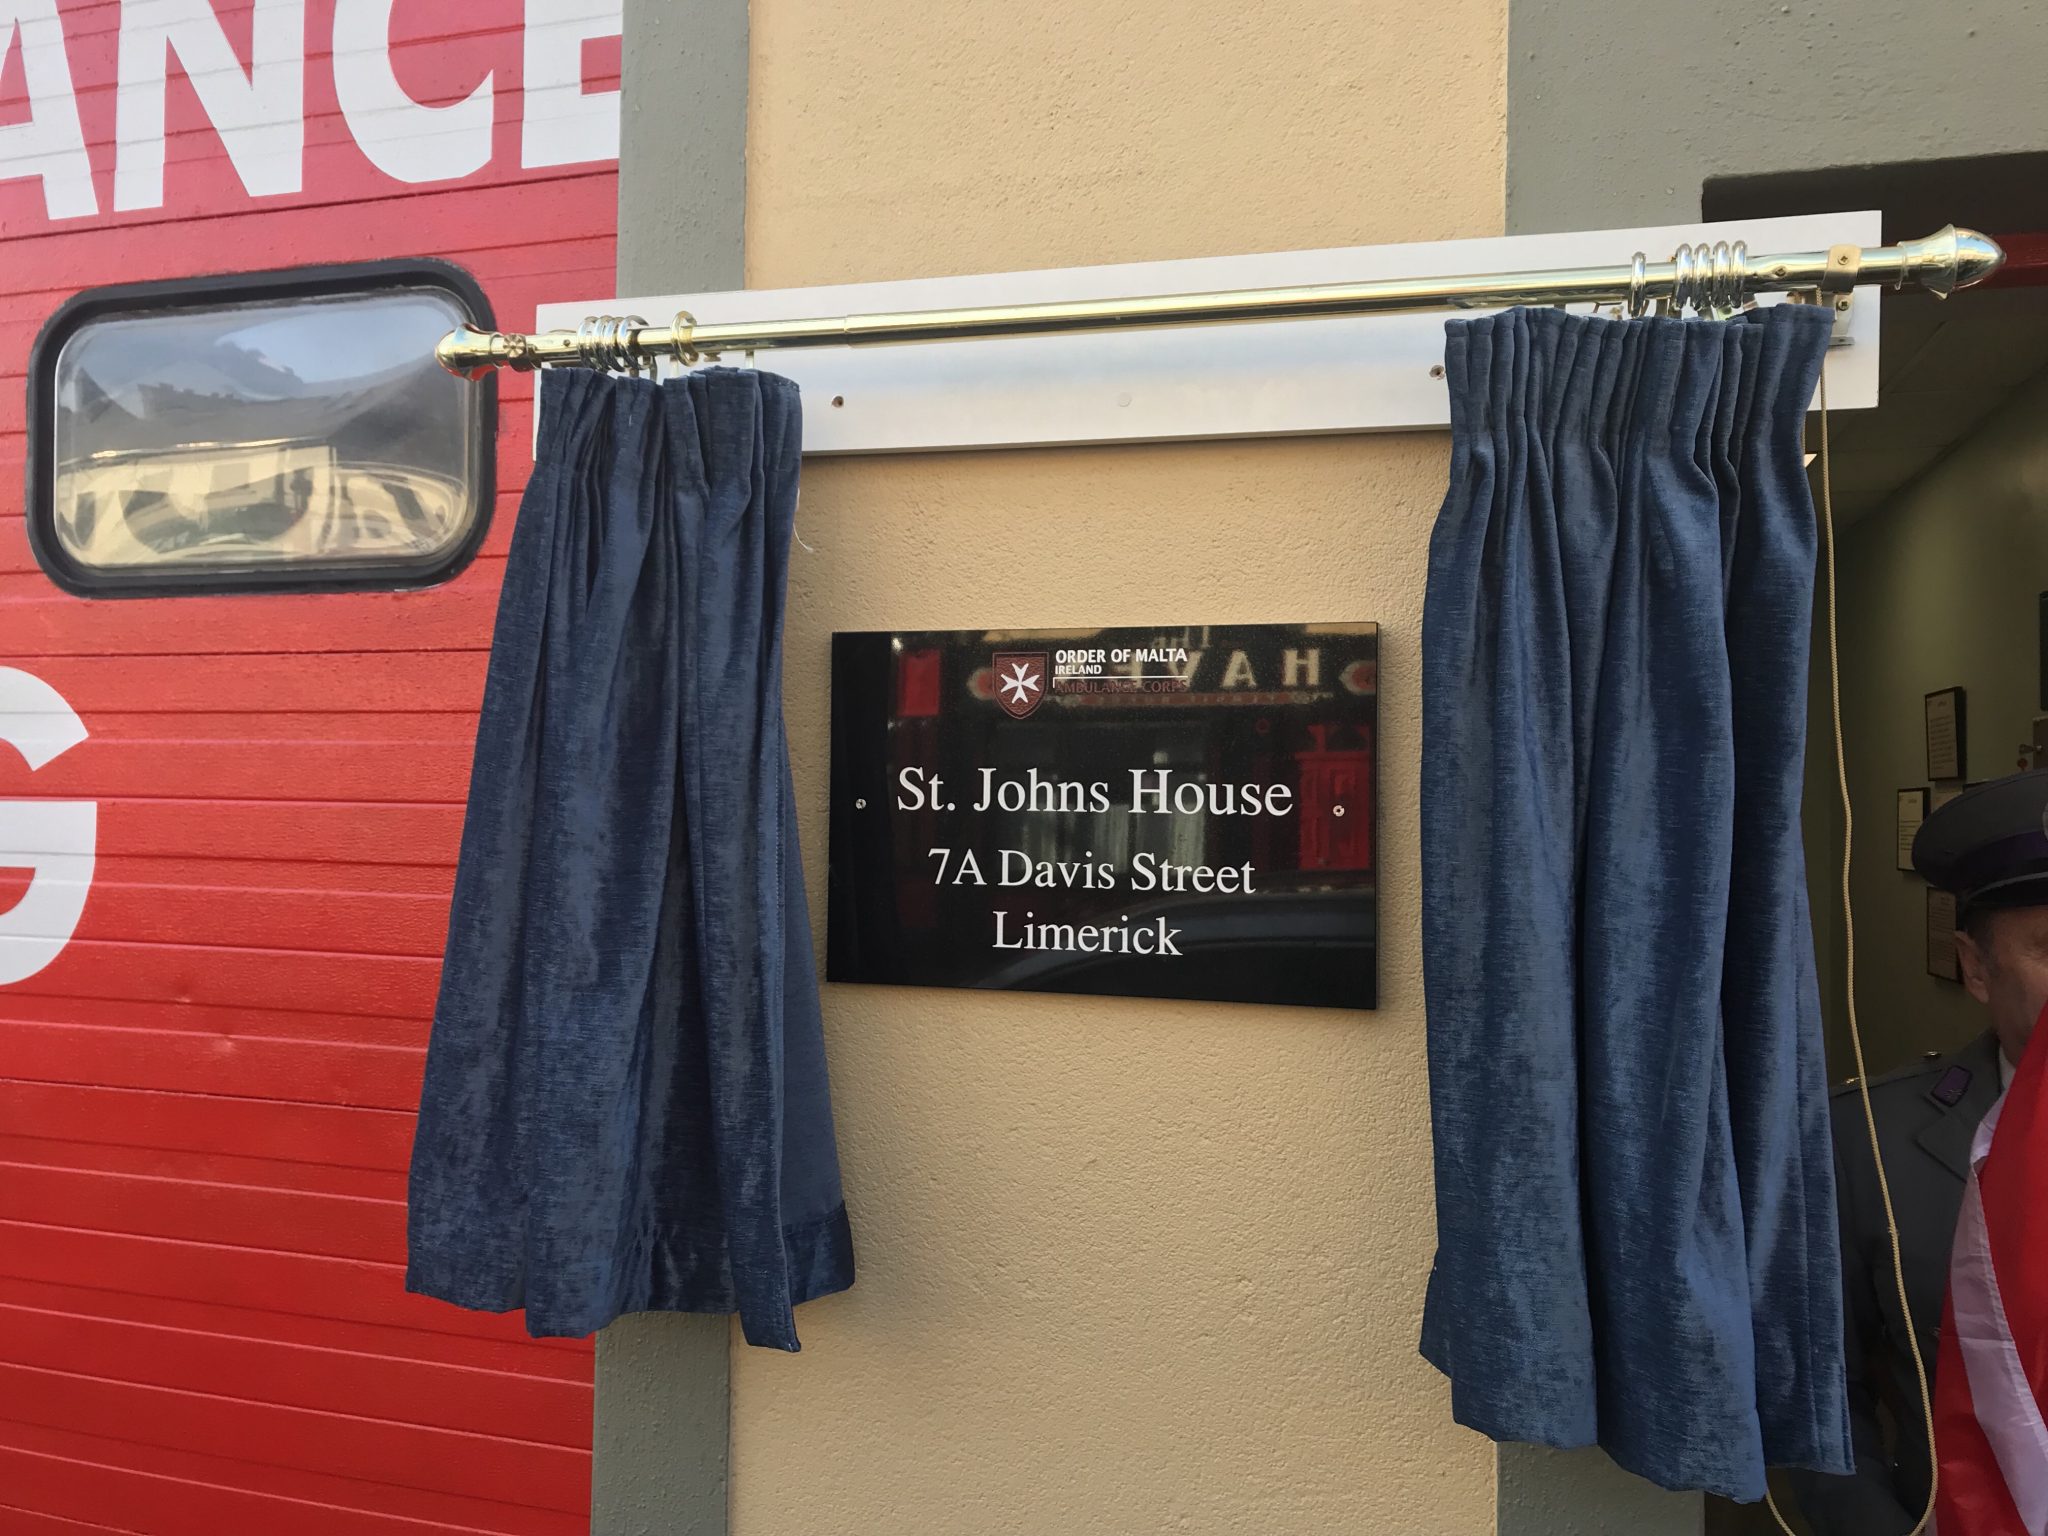 ANCE
G
ORDER OF MALTA
IRELAND
AMBULANCE CORPS
St. Johns House
7A Davis Street
Limerick